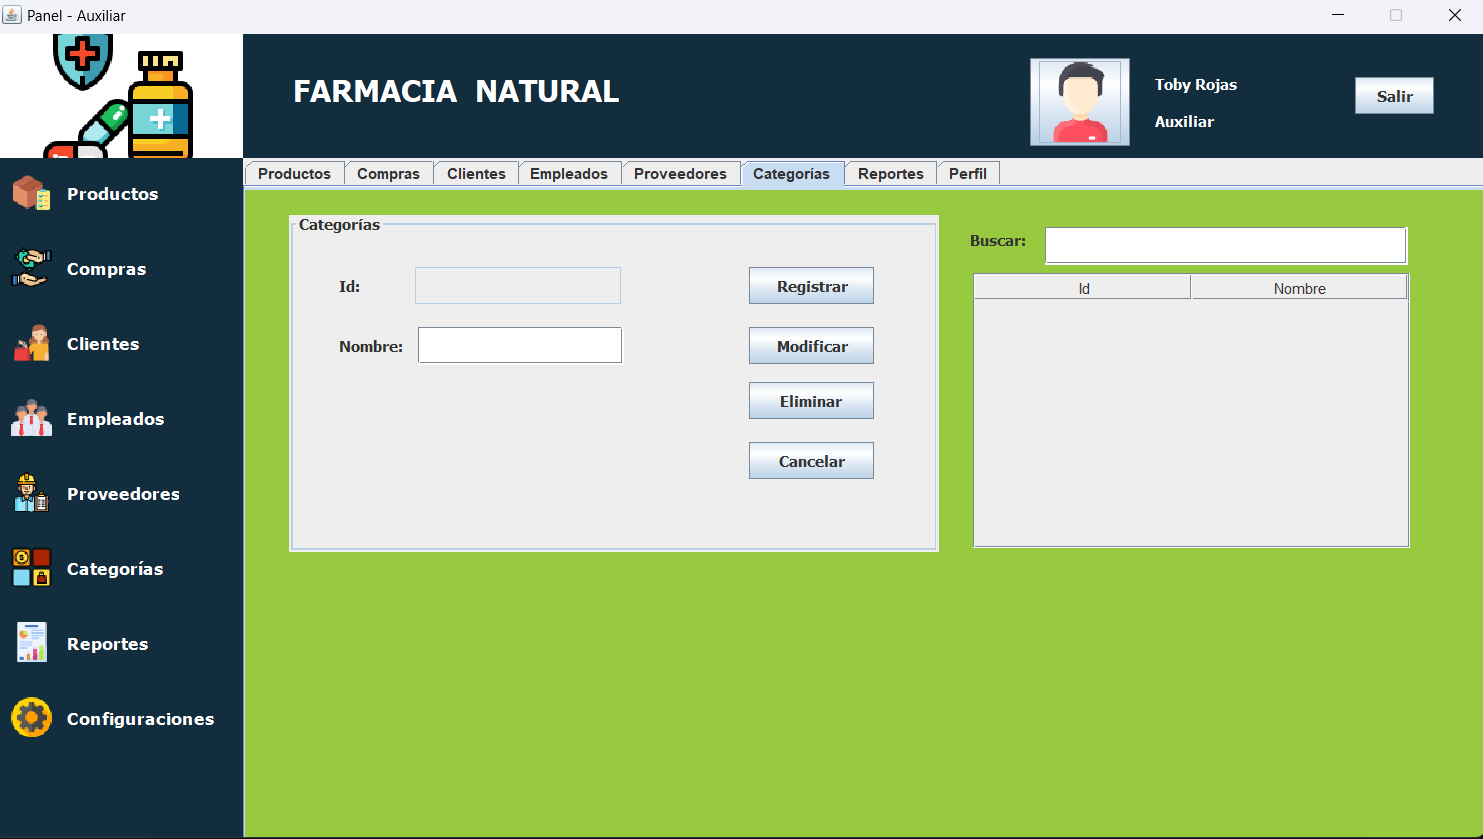 Panel - Auxiliar
FARMACIA NATURAL
Toby Rojas
Auxiliar
Salir
Productos
Compras
Clientes
Empleados
Proveedores
Categorías
Reportes
Configuraciones
Productos Compras Clientes Empleados Proveedores Categorías Reportes Perfil
Categorías
Id:
Nombre:
Registrar
Modificar
Eliminar
Cancelar
Buscar:
Id Nombre